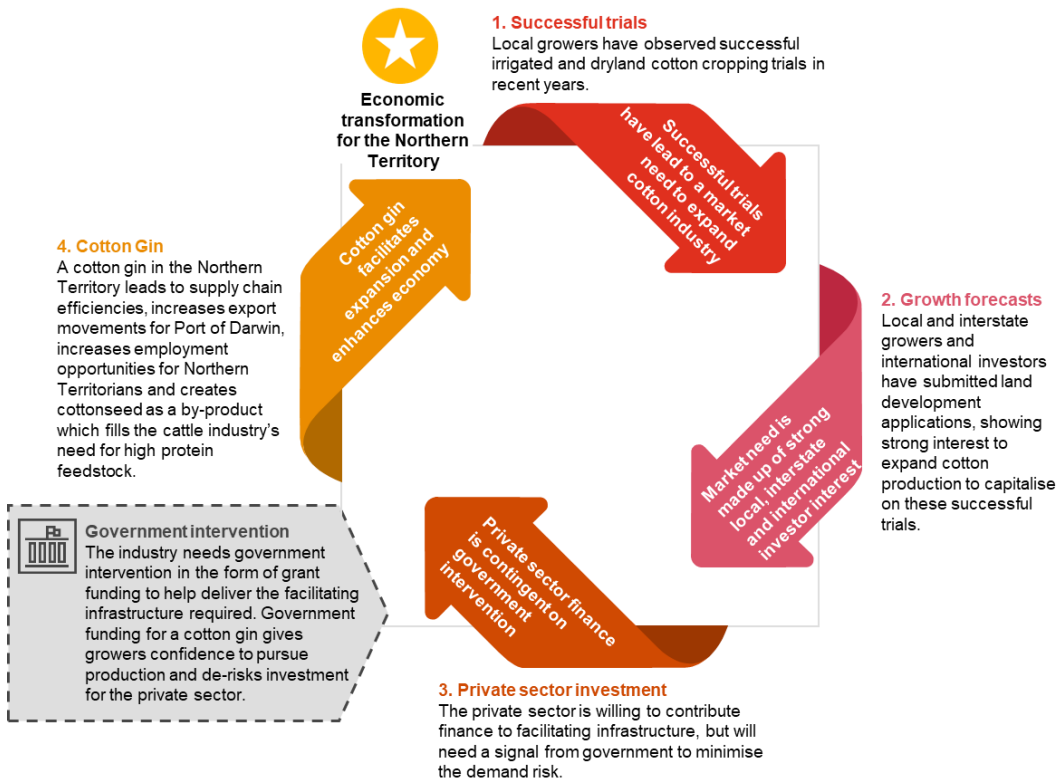 1. Successful trials
Local growers have observed successful
irrigated and dryland cotton cropping trials in
recent years.
Economic
transformation
for the Northern
Territory
Successful trials
have lead to a market
need to expand
cotton industry
Cotton gin
facilitates
expansion and
enhances economy
4. Cotton Gin
A cotton gin in the Northern
Territory leads to supply chain
efficiencies, increases export
movements for Port of Darwin,
increases employment
opportunities for Northern
Territorians and creates
cottonseed as a by-product
which fills the cattle industry's
need for high protein
feedstock.
2. Growth forecasts
Local and interstate
growers and
international investors
have submitted land
development
applications, showing
strong interest to
expand cotton
production to capitalise
on these successful
trials.
Market need is
made up of strong
local, interstate
and international
investor interest
Private sector finance
is contingent on
government
intervention
Government intervention
The industry needs government
intervention in the form of grant
funding to help deliver the facilitating
infrastructure required. Government
funding for a cotton gin gives
growers confidence to pursue
production and de-risks investment
for the private sector.
3. Private sector investment
The private sector is willing to contribute
finance to facilitating infrastructure, but will
need a signal from government to minimise
the demand risk.